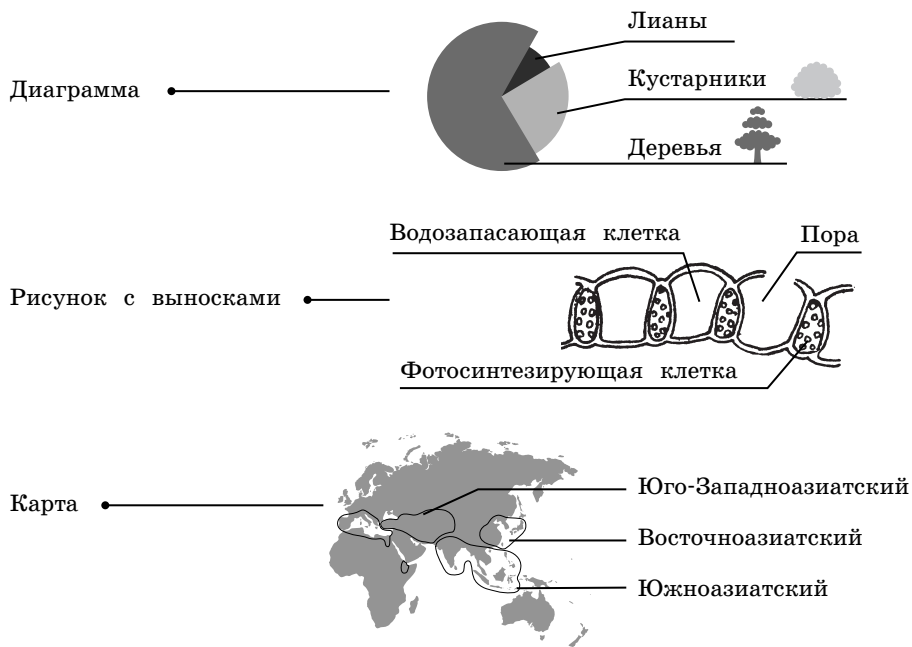 Лианы
Диаграмма
Кустарники
Деревья
Водозапасающая клетка
Пора
Рисунок с выносками
Фотосинтезирующая клетка
Карта
Юго-Западноазиатский
Восточноазиатский
Южноазиатский